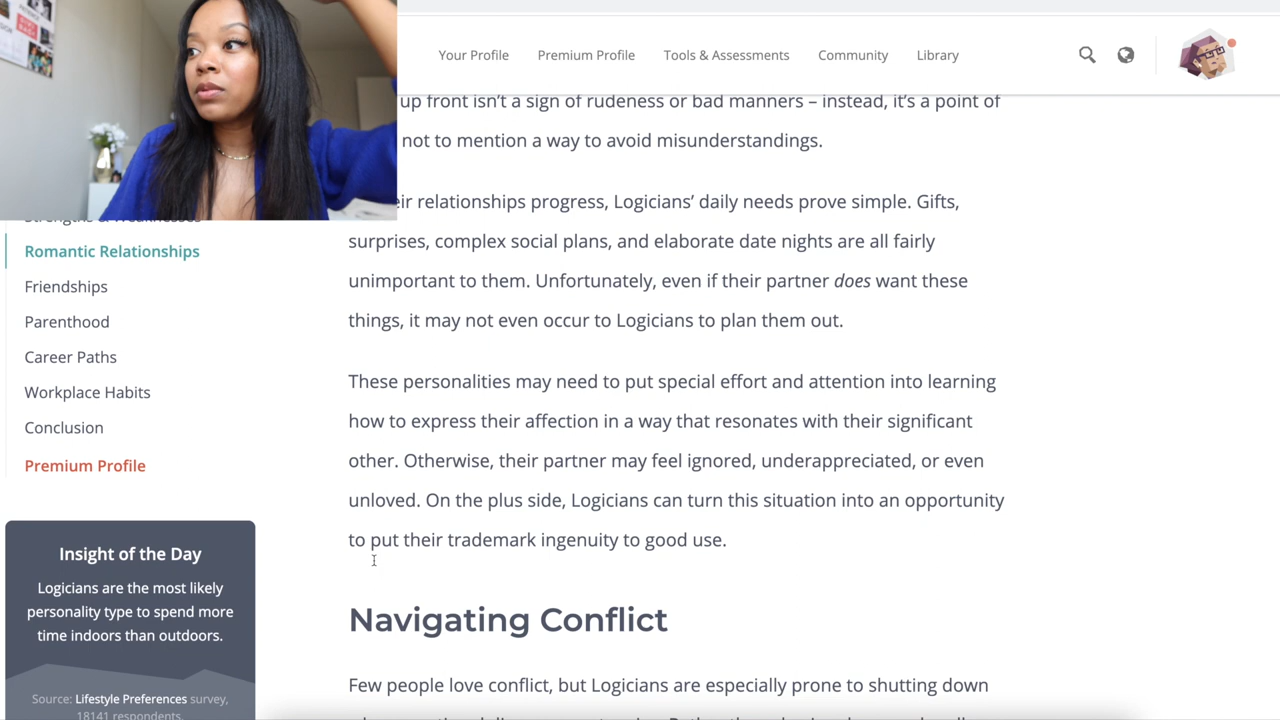 Your Profile
Premium Profile
Tools & Assessments
Community
Library
up front isn't a sign of rudeness or bad manners – instead, it's a point of
not to mention a way to avoid misunderstandings.
relationships progress, Logicians' daily needs prove simple. Gifts,
surprises, complex social plans, and elaborate date nights are all fairly
unimportant to them. Unfortunately, even if their partner does want these
things, it may not even occur to Logicians to plan them out.
These personalities may need to put special effort and attention into learning
how to express their affection in a way that resonates with their significant
other. Otherwise, their partner may feel ignored, underappreciated, or even
unloved. On the plus side, Logicians can turn this situation into an opportunity
to put their trademark ingenuity to good use.
Navigating Conflict
Few people love conflict, but Logicians are especially prone to shutting down
Strengths & Weaknesses
Romantic Relationships
Friendships
Parenthood
Career Paths
Workplace Habits
Conclusion
Premium Profile
Insight of the Day
Logicians are the most likely
personality type to spend more
time indoors than outdoors.
Source: Lifestyle Preferences survey,
18141 respondents.